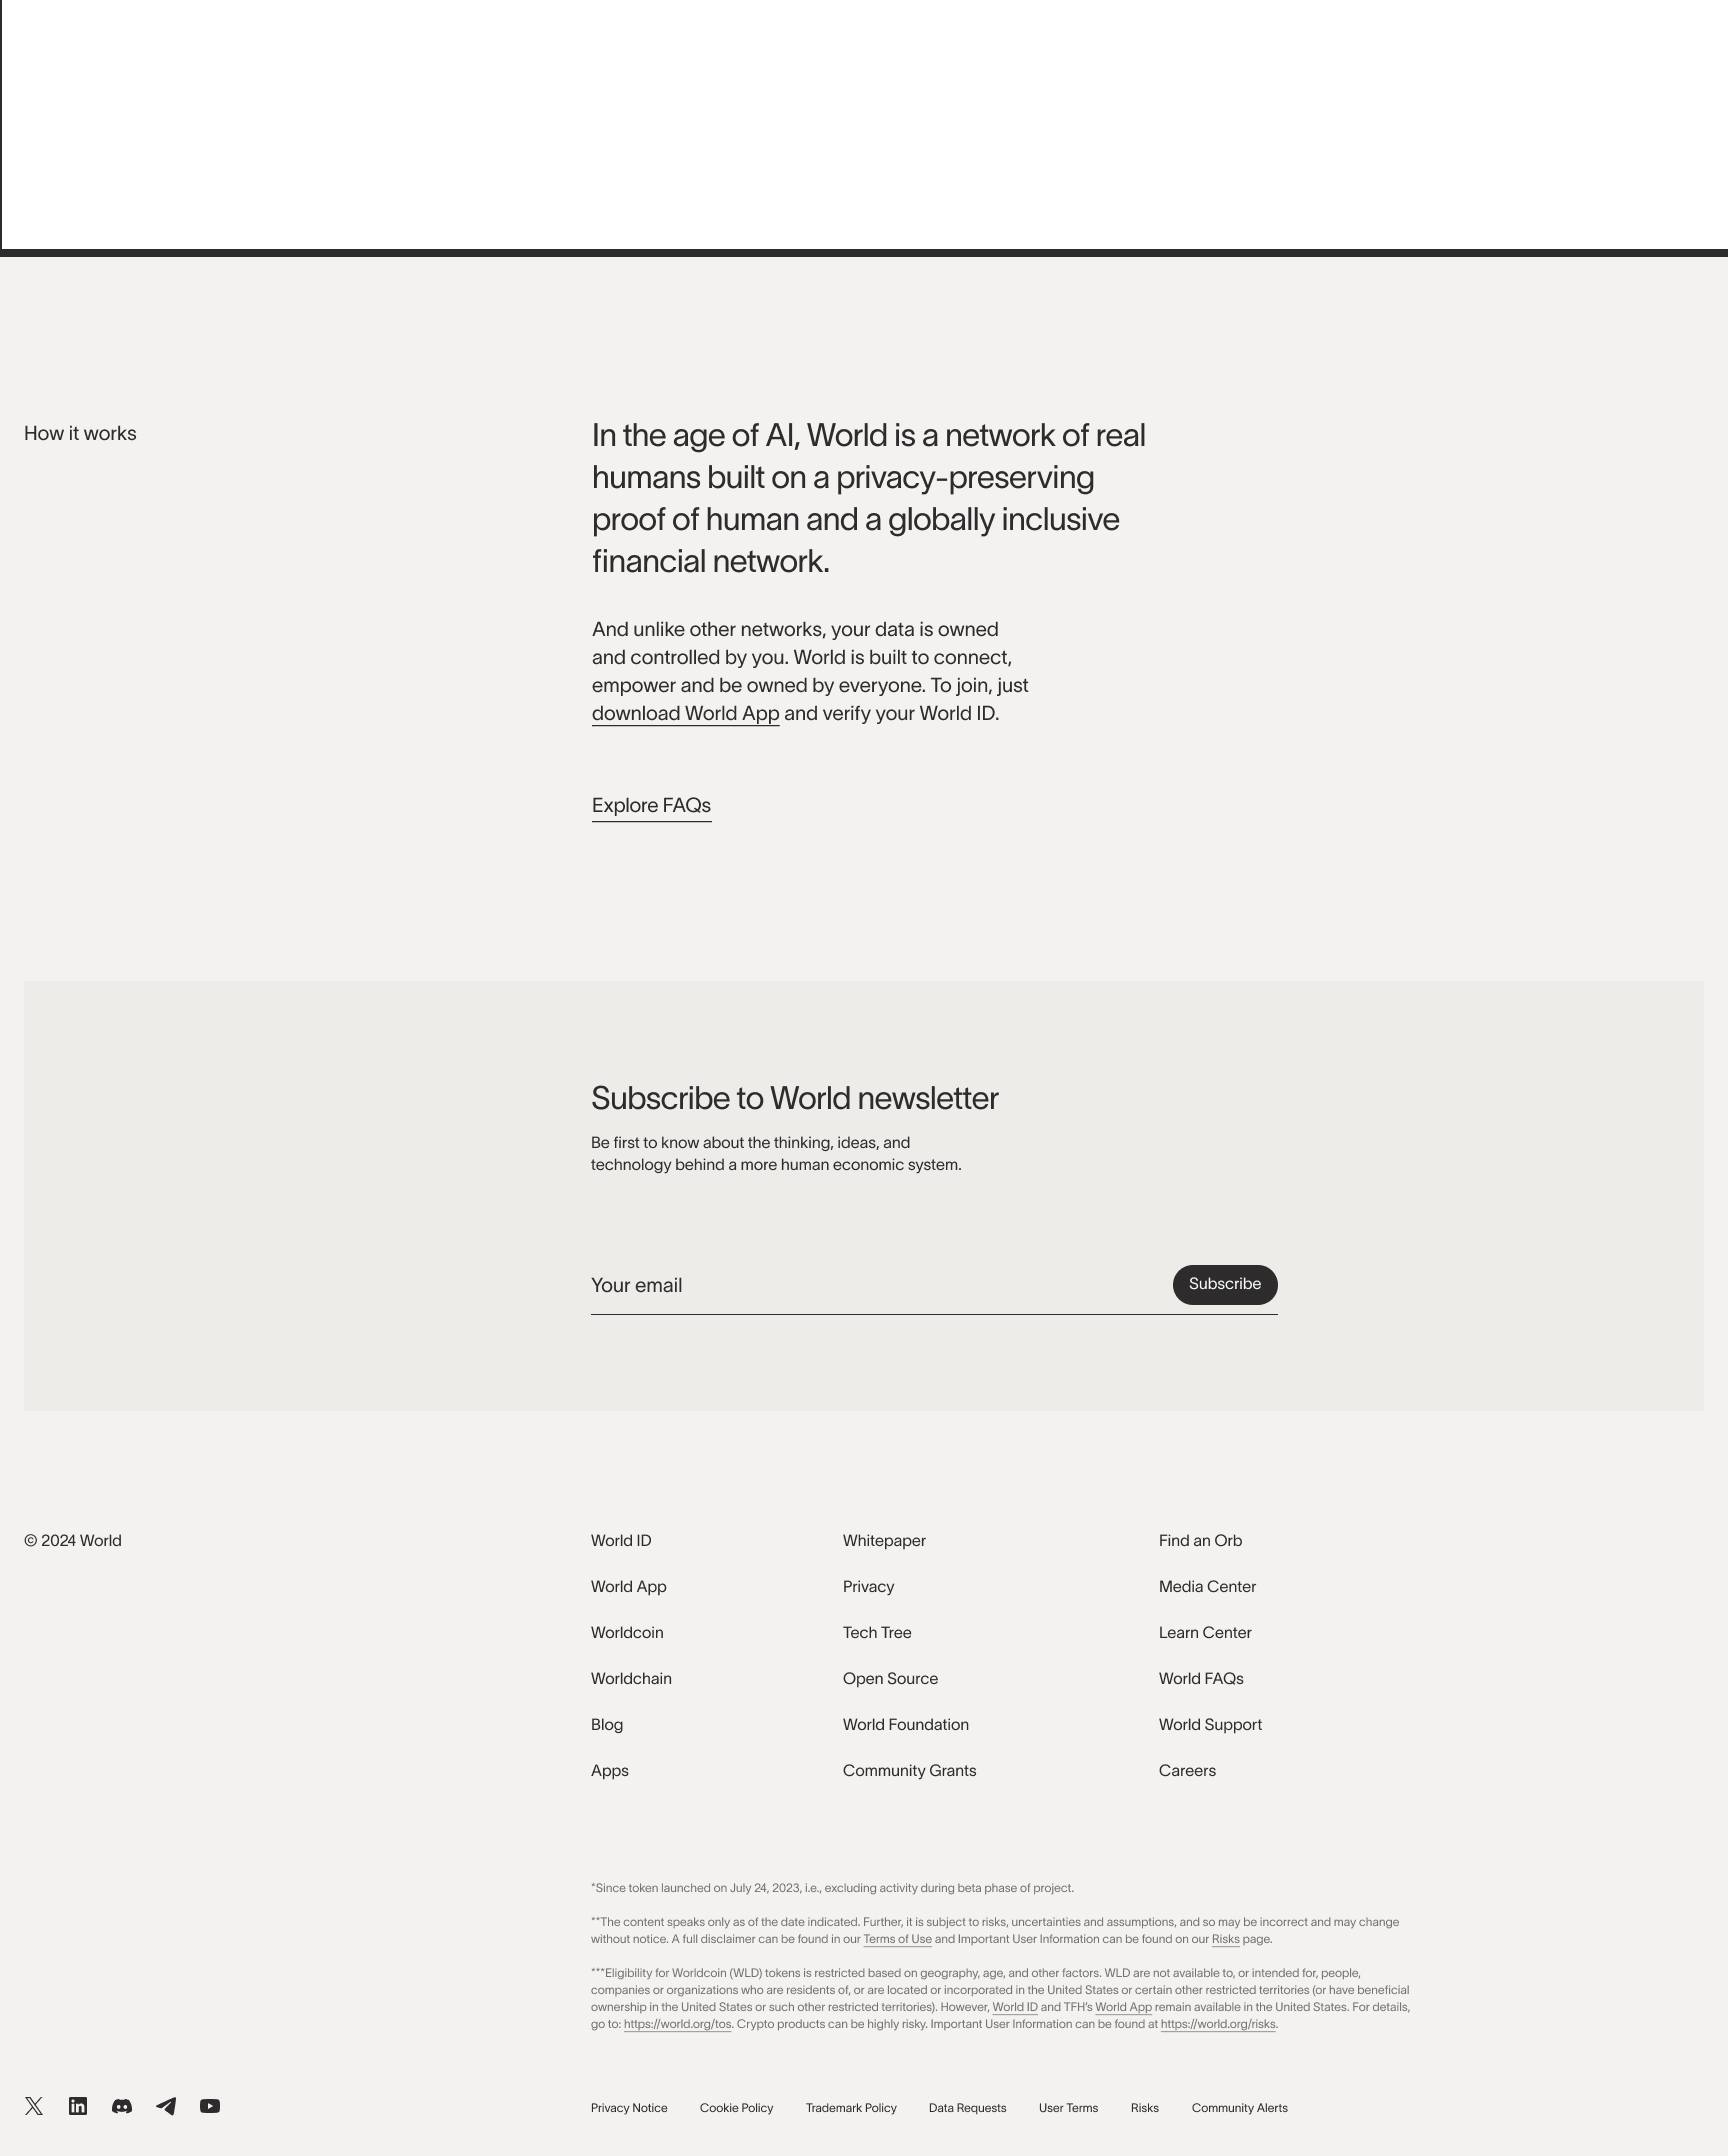 How it works
In the age of AI, World is a network of real
humans built on a privacy-preserving
proof of human and a globally inclusive
financial network.
And unlike other networks, your data is owned
and controlled by you. World is built to connect,
empower and be owned by everyone. To join, just
download World App and verify your World ID.
Explore FAQs
Subscribe to World newsletter
Be first to know about the thinking, ideas, and
technology behind a more human economic system.
Your email
Subscribe
© 2024 World
World ID
World App
Worldcoin
Worldchain
Blog
Apps
Whitepaper
Privacy
Tech Tree
Open Source
World Foundation
Community Grants
Find an Orb
Media Center
Learn Center
World FAQs
World Support
Careers
*Since token launched on July 24, 2023, i.e., excluding activity during beta phase of project.
**The content speaks only as of the date indicated. Further, it is subject to risks, uncertainties and assumptions, and so may be incorrect and may change
without notice. A full disclaimer can be found in our Terms of Use and Important User Information can be found on our Risks page.
***Eligibility for Worldcoin (WLD) tokens is restricted based on geography, age, and other factors. WLD are not available to, or intended for, people,
companies or organizations who are residents of, or are located or incorporated in the United States or certain other restricted territories (or have beneficial
ownership in the United States or such other restricted territories). However, World ID and TFH's World App remain available in the United States. For details,
go to: https://world.org/tos. Crypto products can be highly risky. Important User Information can be found at https://world.org/risks.
Privacy Notice Cookie Policy Trademark Policy Data Requests User Terms Risks Community Alerts